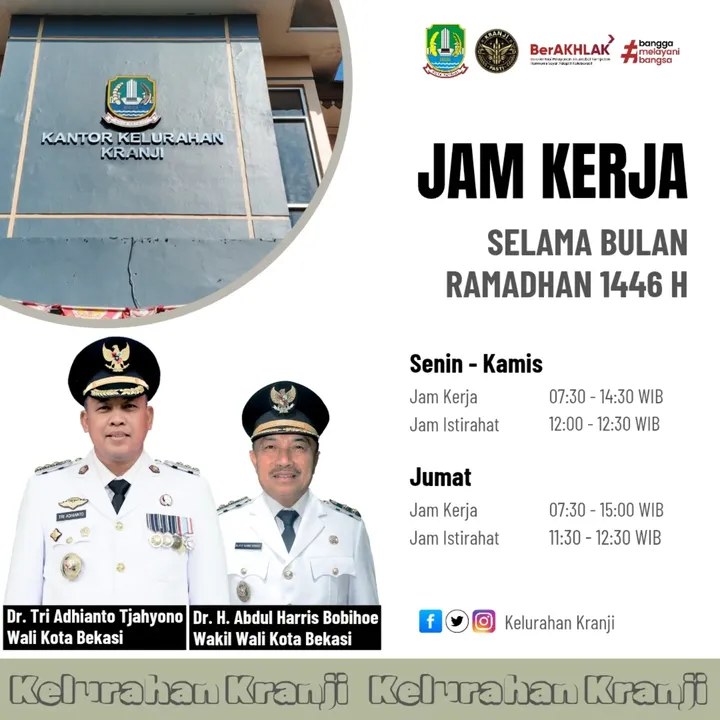 KANTOR KELURAHAN
KRANJI
KRANJI
BerAKHLAK
#bangga
melayani
bangsa
JAM KERJA
SELAMA BULAN
RAMADHAN 1446 H
Senin - Kamis
Jam Kerja 07:30 - 14:30 WIB
Jam Istirahat 12:00 - 12:30 WIB
Jumat
Jam Kerja 07:30 - 15:00 WIB
Jam Istirahat 11:30 - 12:30 WIB
Dr. Tri Adhianto Tjahyono
Wali Kota Bekasi
Dr. H. Abdul Harris Bobihoe
Wakil Wali Kota Bekasi
Kelurahan Kranji
Kelurahan Kranji Kelurahan Kranji